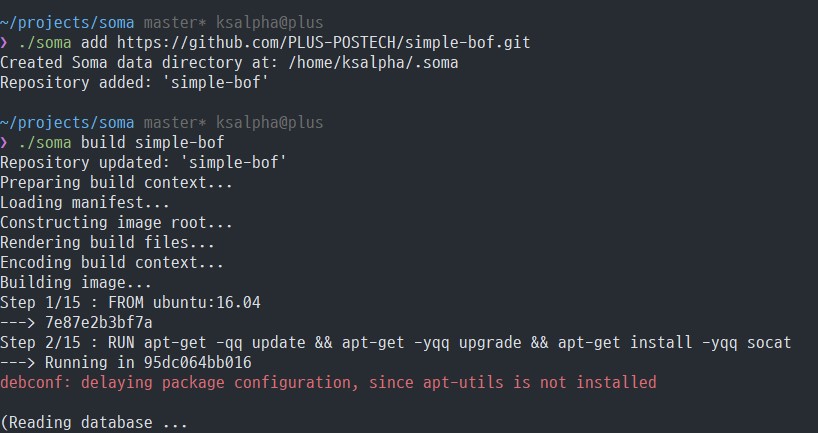 ~/projects/soma master* ksalpha@plus
❯ ./soma add https://github.com/PLUS-POSTECH/simple-bof.git
Created Soma data directory at: /home/ksalpha/.soma
Repository added: 'simple-bof'
~/projects/soma master* ksalpha@plus
❯ ./soma build simple-bof
Repository updated: 'simple-bof'
Preparing build context...
Loading manifest...
Constructing image root...
Rendering build files...
Encoding build context...
Building image...
Step 1/15 : FROM ubuntu:16.04
---> 7e87e2b3bf7a
Step 2/15 : RUN apt-get -qq update && apt-get -yqq upgrade && apt-get install -yqq socat
---> Running in 95dc064bb016
debconf: delaying package configuration, since apt-utils is not installed
(Reading database ...